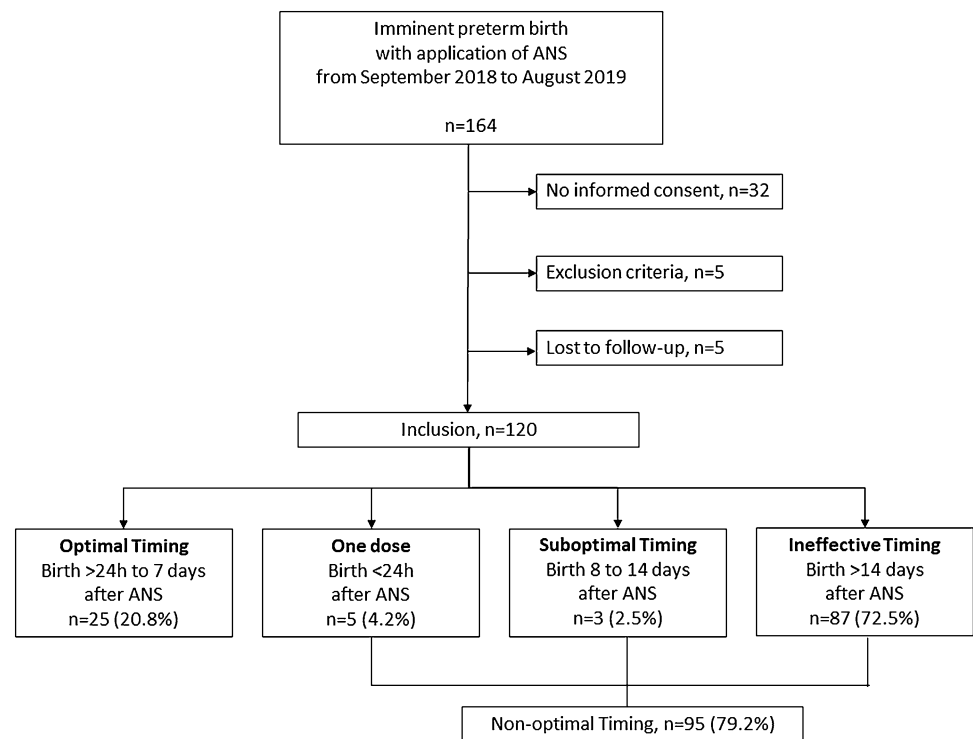 Imminent preterm birth
with application of ANS
from September 2018 to August 2019
n=164
No informed consent, n=32
Exclusion criteria, n=5
Lost to follow-up, n=5
Inclusion, n=120
Optimal Timing
Birth >24h to 7 days
after ANS
n=25 (20.8%)
One dose
Birth <24h
after ANS
n=5 (4.2%)
Suboptimal Timing
Birth 8 to 14 days
after ANS
n=3 (2.5%)
Ineffective Timing
Birth >14 days
after ANS
n=87 (72.5%)
Non-optimal Timing, n=95 (79.2%)